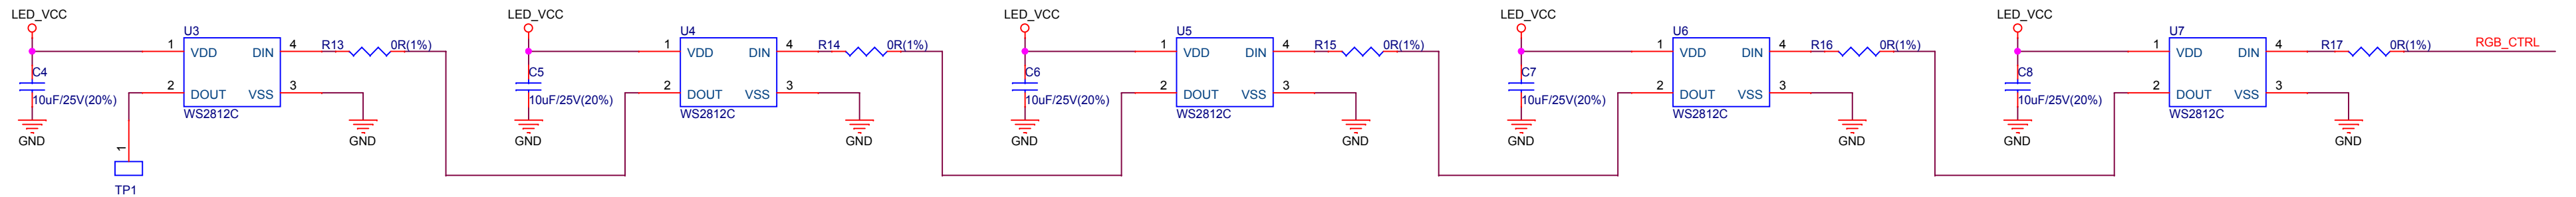 LED_VCC
U3
1 VDD DIN 4 R13 0R(1%)
C4
10uF/25V(20%)
2 DOUT VSS 3
WS2812C
GND
GND
1
TP1
LED_VCC
U4
1 VDD DIN 4 R14 0R(1%)
C5
10uF/25V(20%)
2 DOUT VSS 3
WS2812C
GND
GND
LED_VCC
U5
1 VDD DIN 4 R15 0R(1%)
C6
10uF/25V(20%)
2 DOUT VSS 3
WS2812C
GND
GND
LED_VCC
U6
1 VDD DIN 4 R16 0R(1%)
C7
10uF/25V(20%)
2 DOUT VSS 3
WS2812C
GND
GND
LED_VCC
U7
1 VDD DIN 4 R17 0R(1%) RGB_CTRL
C8
10uF/25V(20%)
2 DOUT VSS 3
WS2812C
GND
GND